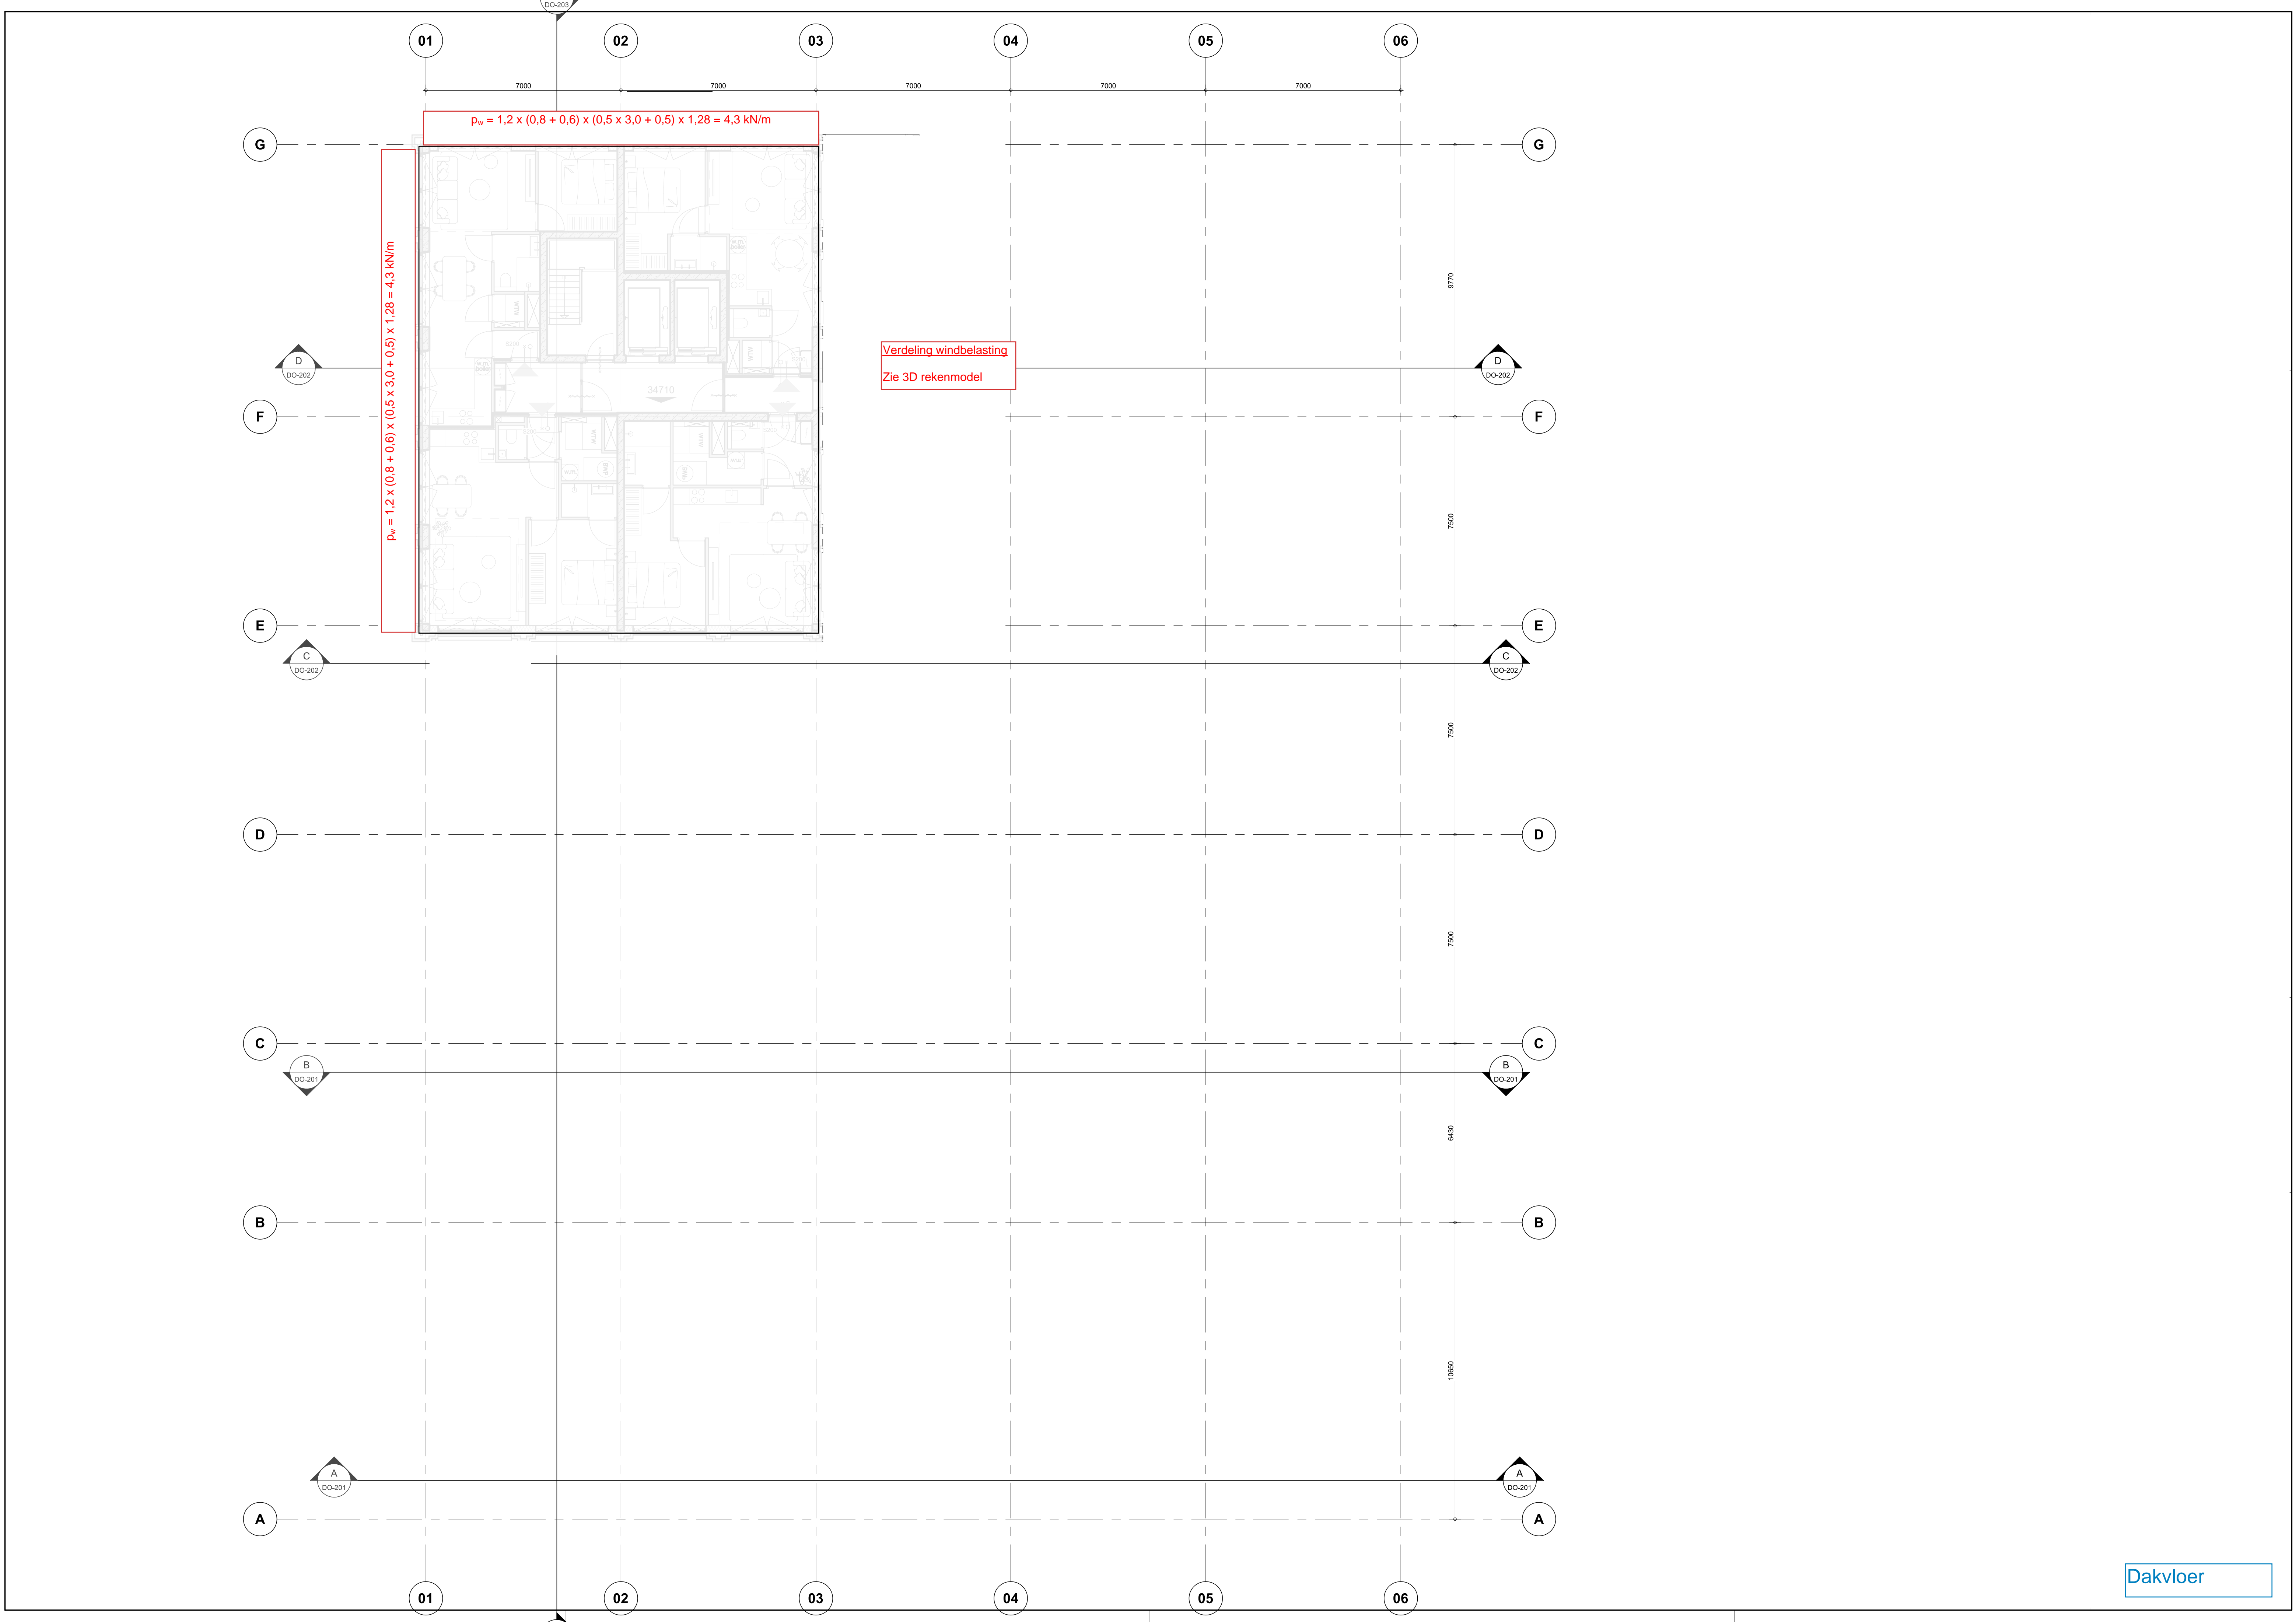 DO-203
01 02 03 04 05 06
7000 7000 7000 7000 7000
pw = 1,2 x (0,8 + 0,6) x (0,5 x 3,0 + 0,5) x 1,28 = 4,3 kN/m
G G
pw = 1,2 x (0,8 + 0,6) x (0,5 x 3,0 + 0,5) x 1,28 = 4,3 kN/m
9770
Verdeling windbelasting
Zie 3D rekenmodel
D
DO-202
D
DO-202
34710
F F
7500
E E
C
DO-202
C
DO-202
7500
D D
7500
C C
B
DO-201
B
DO-201
6430
B B
10650
A
DO-201
A
DO-201
A A
Dakvloer
01 02 03 04 05 06